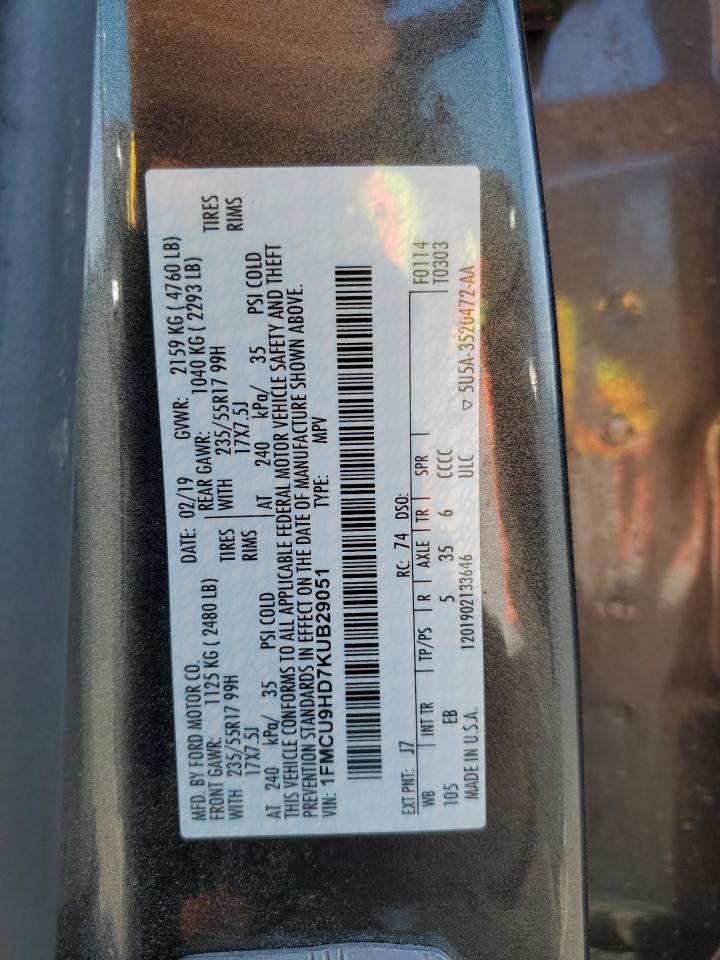 MFD. BY FORD MOTOR CO.
DATE: 02/19 GVWR: 2159 KG ( 4760 LB)
FRONT GAWR: 1125 KG ( 2480 LB) REAR GAWR: 1040 KG ( 2293 LB)
WITH 235/55R17 99H TIRES WITH 235/55R17 99H TIRES
17X7.5J RIMS 17X7.5J RIMS
AT 240 kPa/ 35 PSI COLD AT 240 kPa/ 35 PSI COLD
THIS VEHICLE CONFORMS TO ALL APPLICABLE FEDERAL MOTOR VEHICLE SAFETY AND THEFT
PREVENTION STANDARDS IN EFFECT ON THE DATE OF MANUFACTURE SHOWN ABOVE.
VIN: 1FMCU9HD7KUB29051 TYPE: MPV
EXT PNT: J7 RC: 74 DSO: F0114
WB INT TR TP/PS R AXLE TR SPR T0303
105 EB 5 35 6 CCCC
MADE IN U.S.A. 1201902133646 ULC ▽ 5U5A-3520472-AA